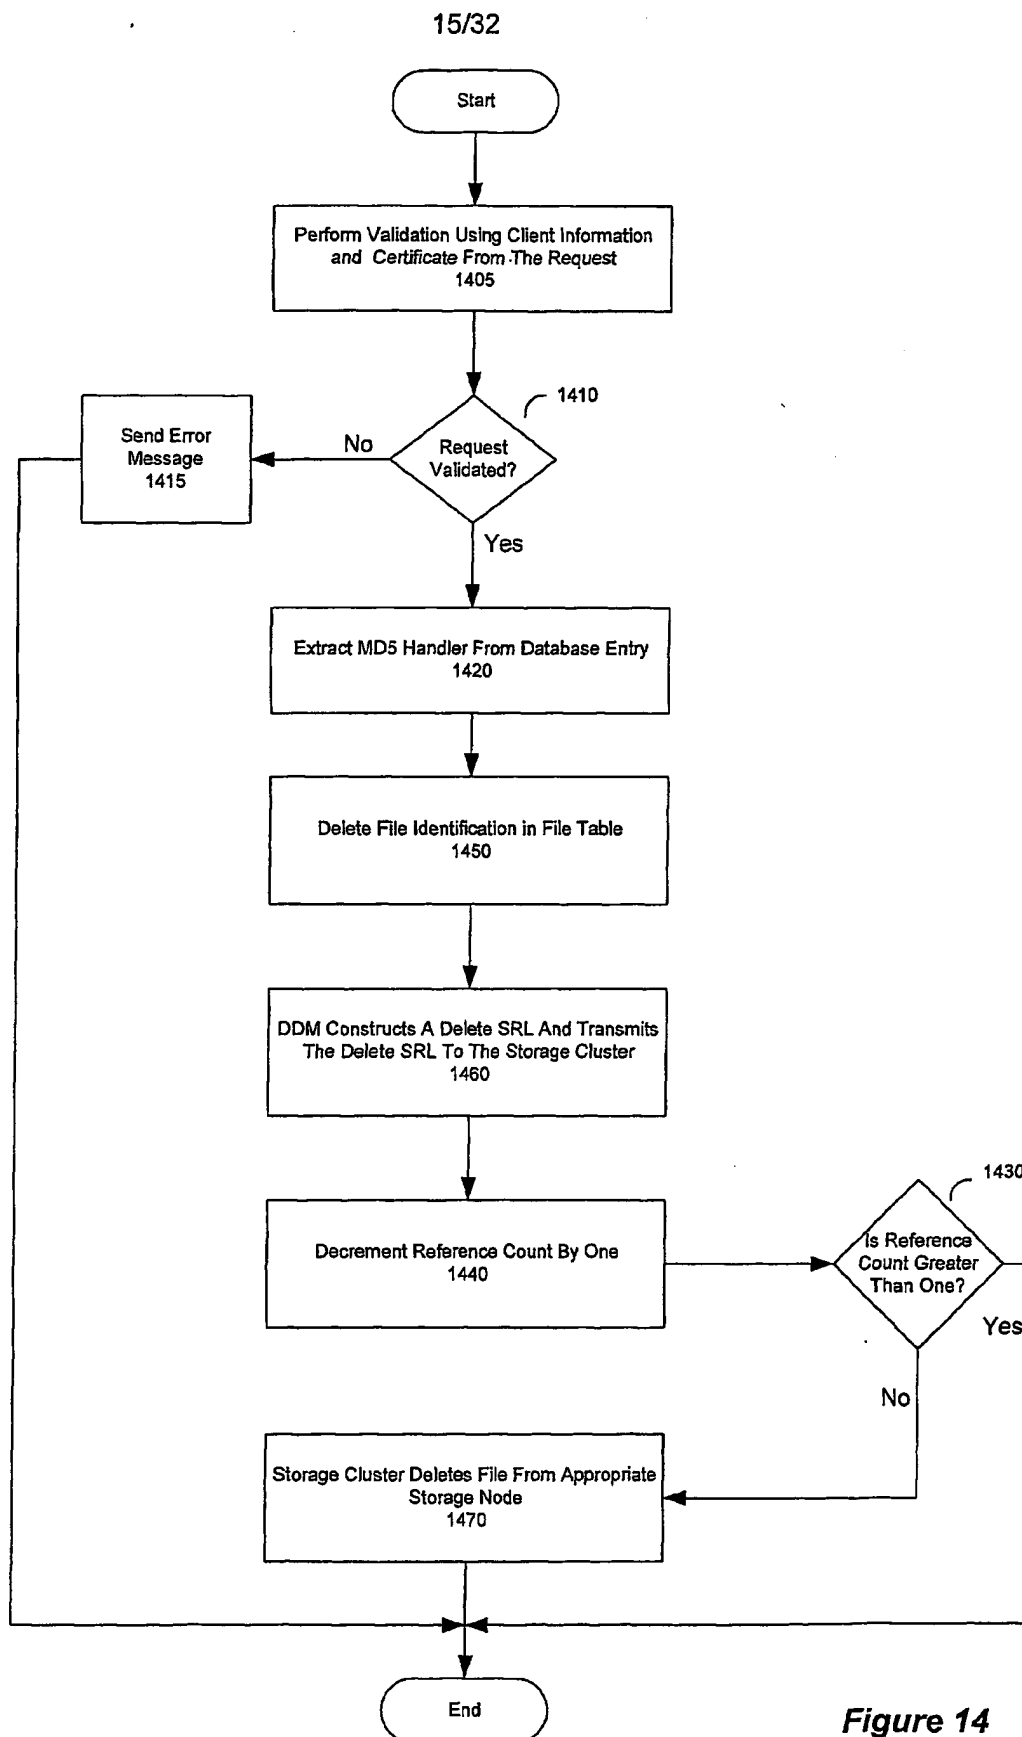 15/32
Start
Perform Validation Using Client Information
and Certificate From The Request
1405
1410
Request
Validated?
No
Send Error
Message
1415
Yes
Extract MD5 Handler From Database Entry
1420
Delete File Identification in File Table
1450
DDM Constructs A Delete SRL And Transmits
The Delete SRL To The Storage Cluster
1460
Decrement Reference Count By One
1440
1430
Is Reference
Count Greater
Than One?
Yes
No
Storage Cluster Deletes File From Appropriate
Storage Node
1470
End
Figure 14